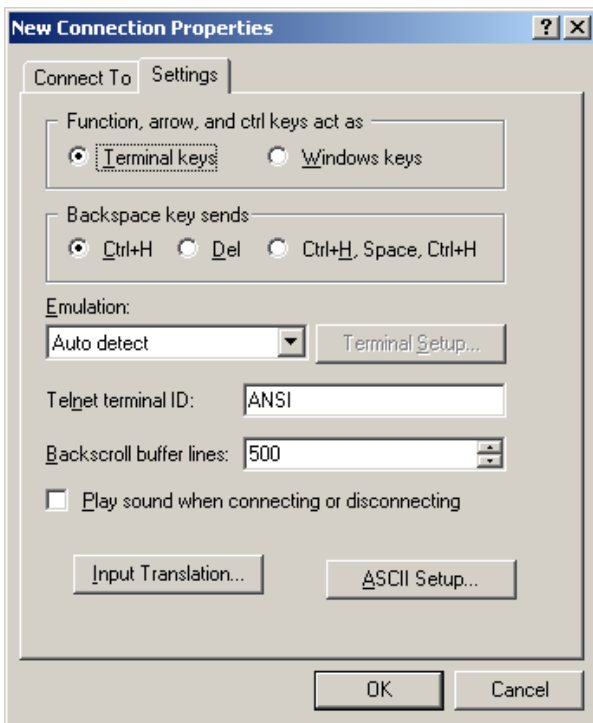 New Connection Properties ? X
Connect To Settings
Function, arrow, and ctrl keys act as
Terminal keys Windows keys
Backspace key sends
Ctrl+H Del Ctrl+H, Space, Ctrl+H
Emulation:
Auto detect Terminal Setup...
Telnet terminal ID: ANSI
Backscroll buffer lines: 500
Play sound when connecting or disconnecting
Input Translation... ASCII Setup...
OK Cancel